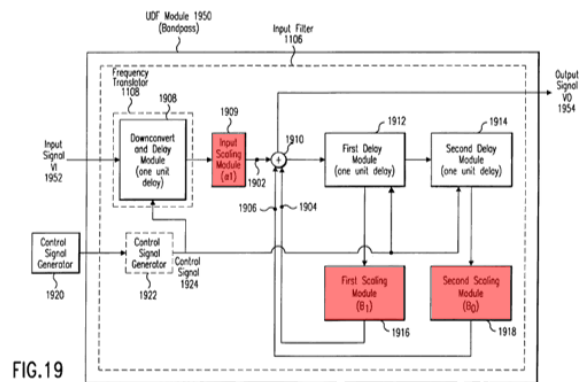 UDF Module 1950
(Bandpass)
Input Filter
1106
Frequency
Translator
1108
1908
Downconvert
and Delay
Module
(one unit
delay)
1909
Input
Scaling
Module
(α1)
1902
1910
1912
First Delay
Module
(one unit delay)
1914
Second Delay
Module
(one unit delay)
Output
Signal
VO
1954
Input
Signal
VI
1952
1906
1904
Control
Signal
Generator
1920
Control
Signal
Generator
1922
Control
Signal
1924
First Scaling
Module
(B1)
1916
Second Scaling
Module
(B0)
1918
FIG.19